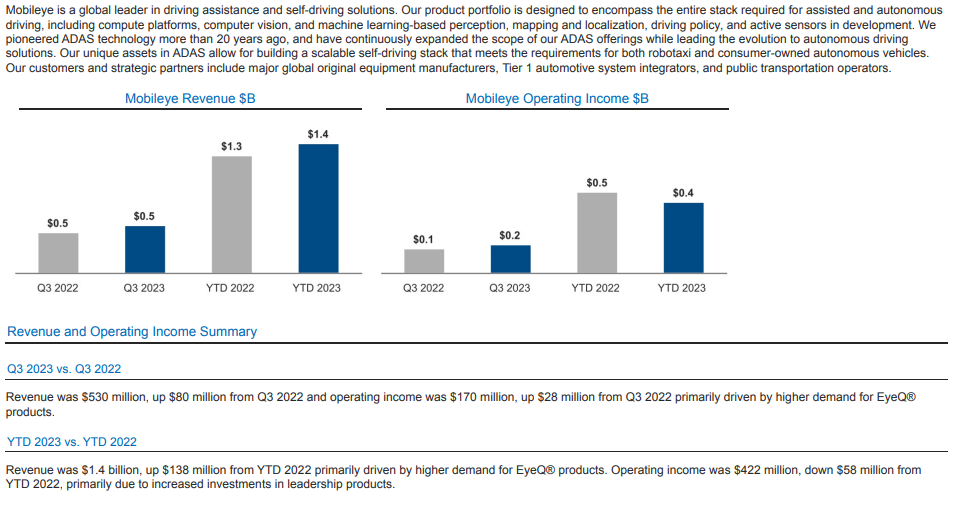 Mobileye is a global leader in driving assistance and self-driving solutions. Our product portfolio is designed to encompass the entire stack required for assisted and autonomous
driving, including compute platforms, computer vision, and machine learning-based perception, mapping and localization, driving policy, and active sensors in development. We
pioneered ADAS technology more than 20 years ago, and have continuously expanded the scope of our ADAS offerings while leading the evolution to autonomous driving
solutions. Our unique assets in ADAS allow for building a scalable self-driving stack that meets the requirements for both robotaxi and consumer-owned autonomous vehicles.
Our customers and strategic partners include major global original equipment manufacturers, Tier 1 automotive system integrators, and public transportation operators.
Mobileye Revenue $B
$0.5
$0.5
$1.3
$1.4
Q3 2022
Q3 2023
YTD 2022
YTD 2023
Mobileye Operating Income $B
$0.1
$0.2
$0.5
$0.4
Q3 2022
Q3 2023
YTD 2022
YTD 2023
Revenue and Operating Income Summary
Q3 2023 vs. Q3 2022
Revenue was $530 million, up $80 million from Q3 2022 and operating income was $170 million, up $28 million from Q3 2022 primarily driven by higher demand for EyeQ®
products.
YTD 2023 vs. YTD 2022
Revenue was $1.4 billion, up $138 million from YTD 2022 primarily driven by higher demand for EyeQ® products. Operating income was $422 million, down $58 million from
YTD 2022, primarily due to increased investments in leadership products.